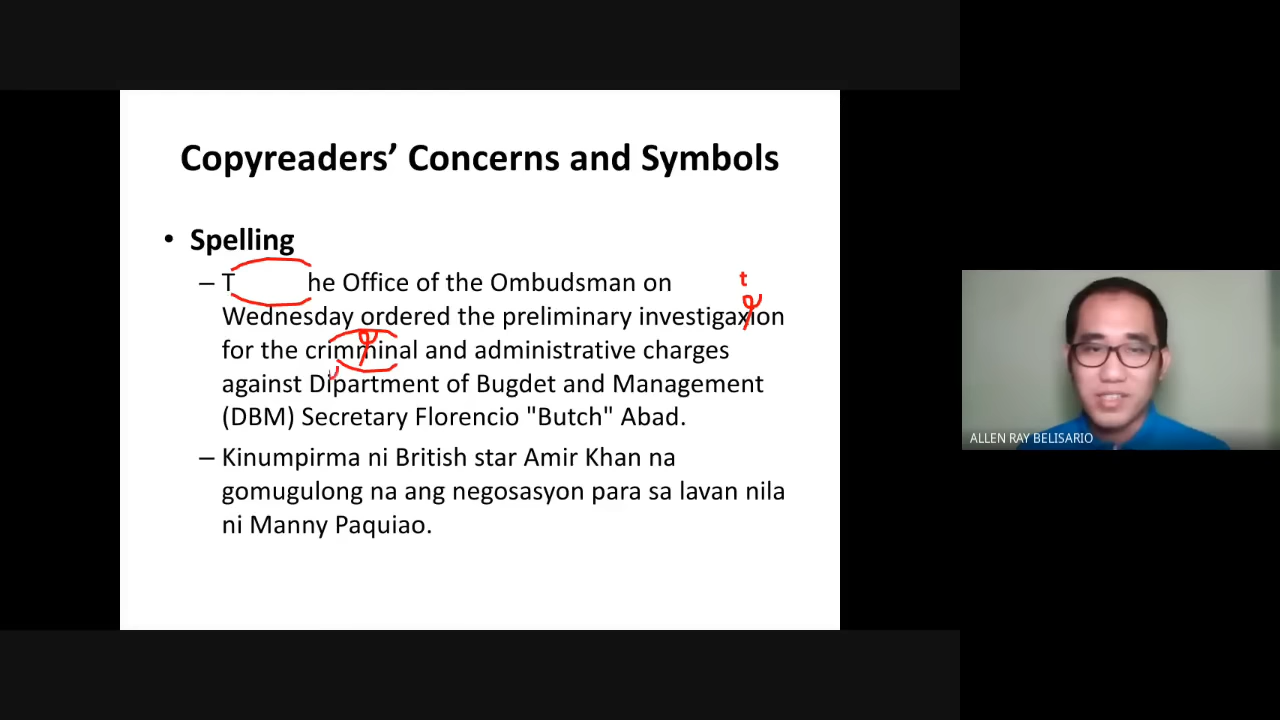 Copyreaders’ Concerns and Symbols
• Spelling
– T he Office of the Ombudsman on
t
Wednesday ordered the preliminary investigaxion
for the crimminal and administrative charges
against Dipartment of Bugdet and Management
(DBM) Secretary Florencio "Butch" Abad.
– Kinumpirma ni British star Amir Khan na
gomugulong na ang negosasyon para sa lavan nila
ni Manny Paquiao.
ALLEN RAY BELISARIO